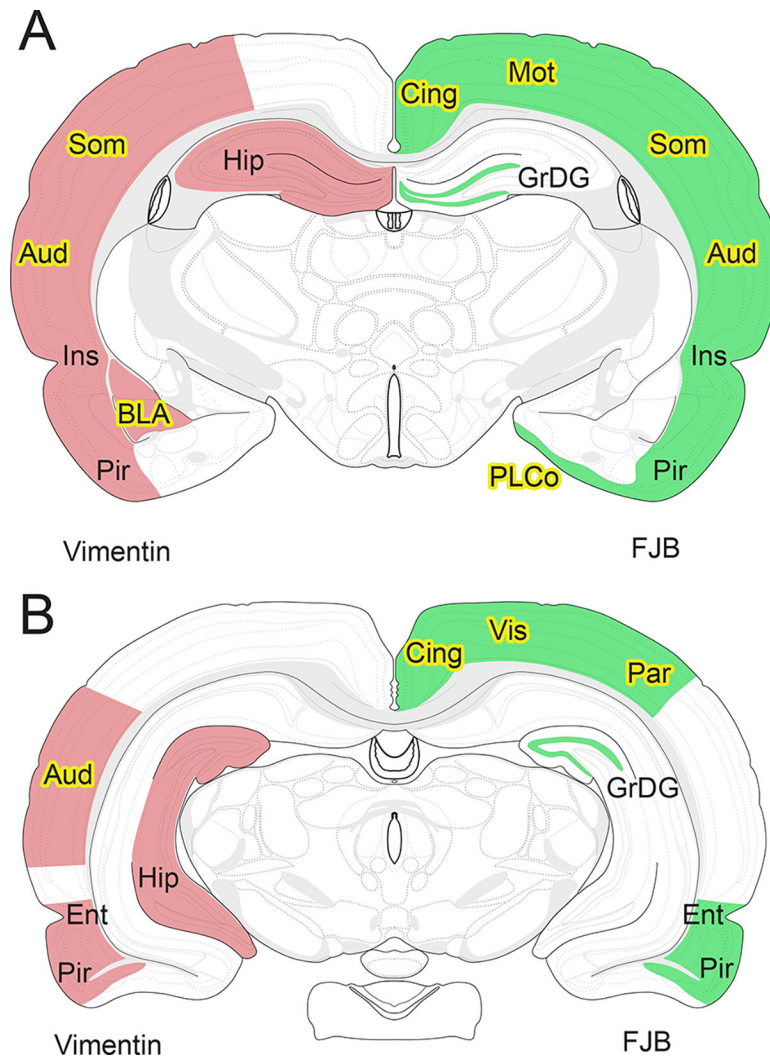 A
Cing
Mot
Som
Som
Hip
GrDG
Aud
Aud
Ins
Ins
BLA
Pir
PLCo
Pir
Vimentin
FJB
B
Cing
Vis
Par
Aud
GrDG
Hip
Ent
Ent
Pir
Pir
Vimentin
FJB